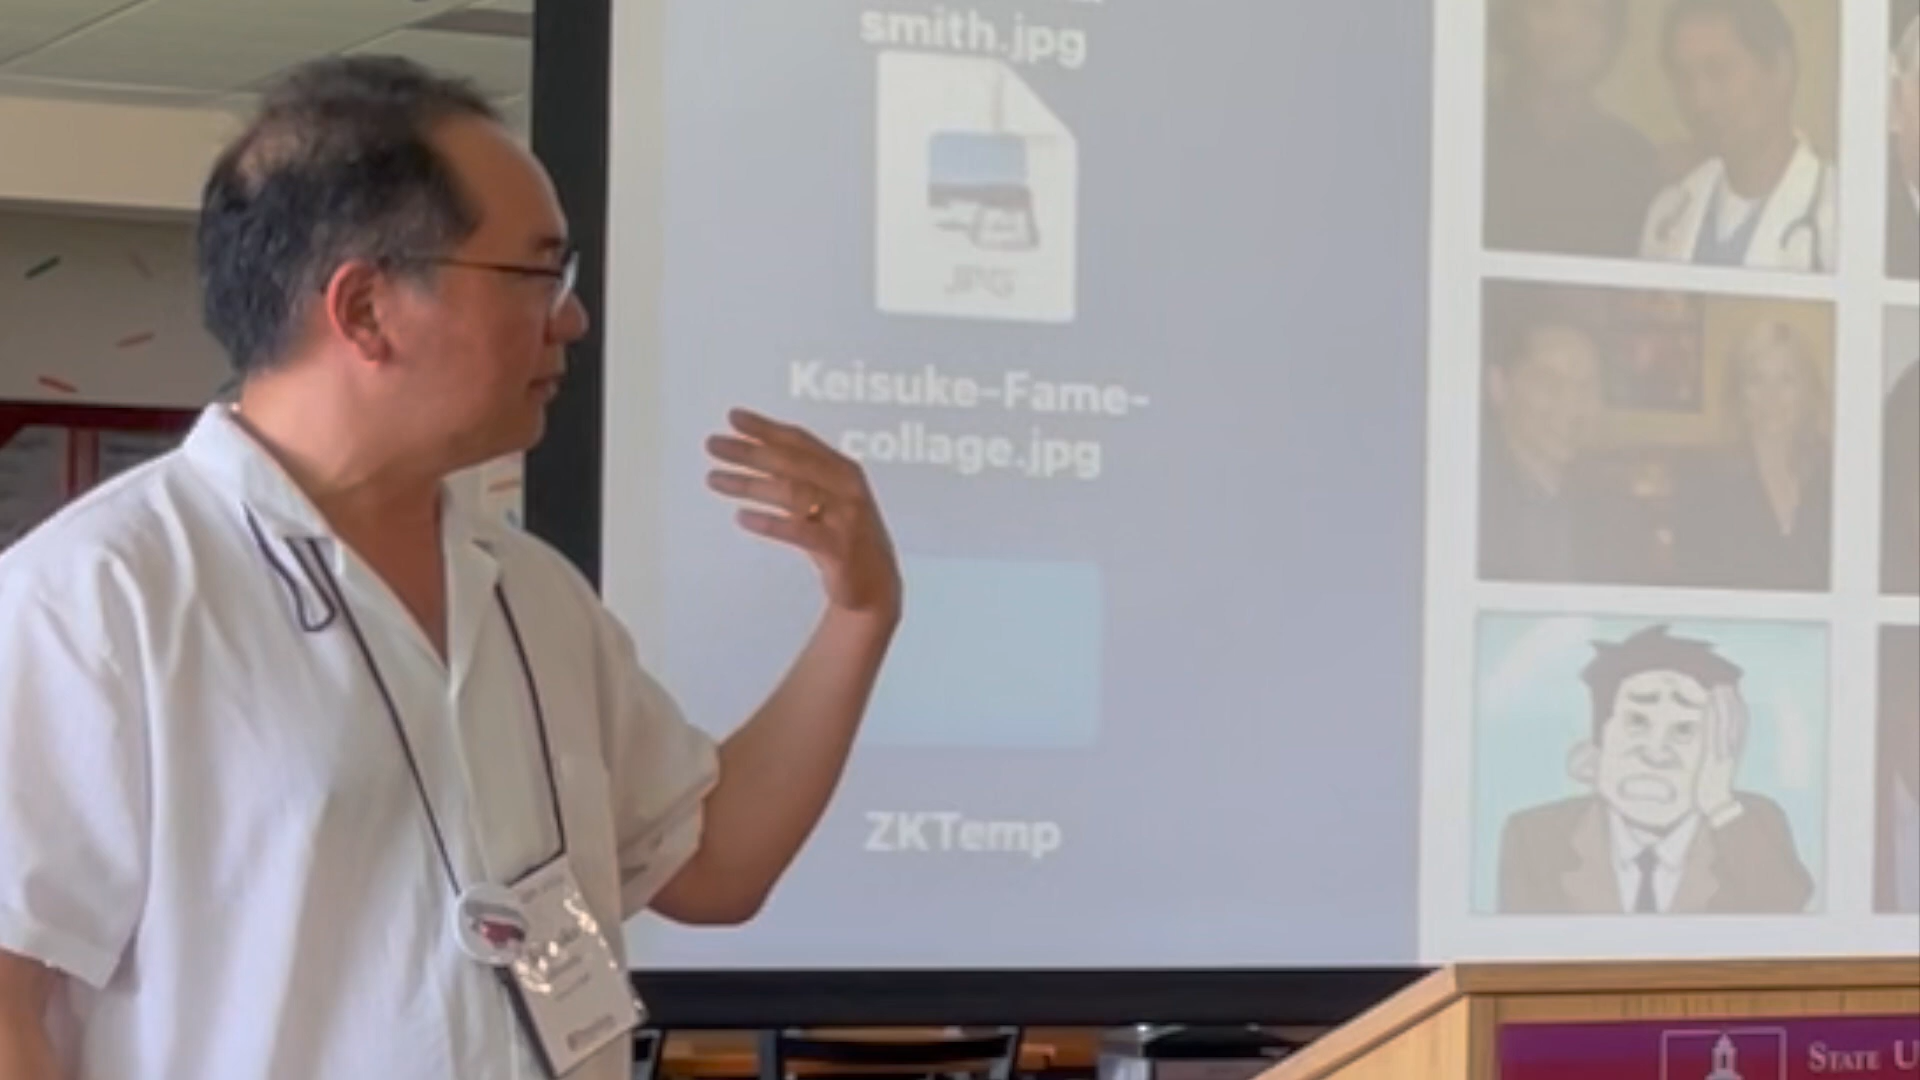 smith.jpg
JPG
Keisuke-Fame-
collage.jpg
ZKTemp
STATE U